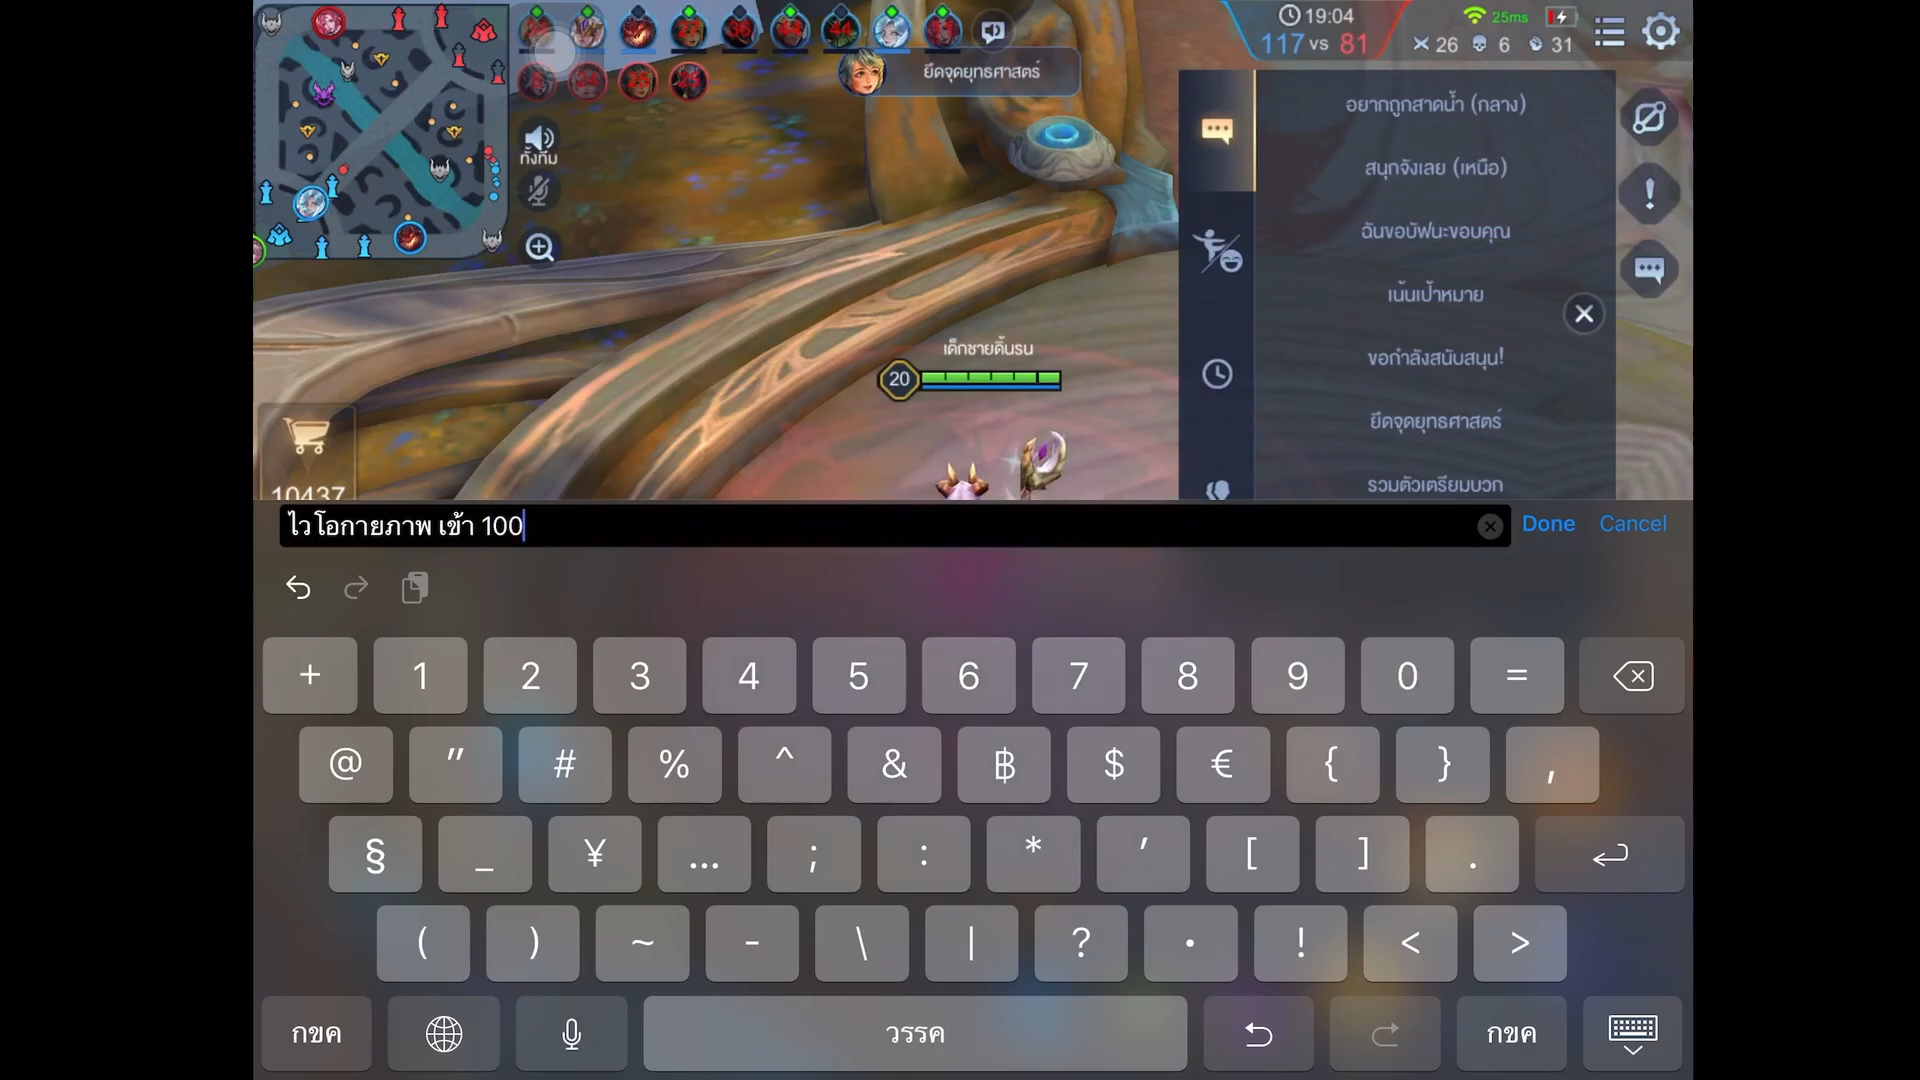 19:04
25ms
117 vs 81
26 6 31
ยึดจุดยุทธศาสตร์
ทั้งทีม
อยากถูกสาดน้ำ (กลาง)
สนุกจังเลย (เหนือ)
ฉันขอบัฟนะขอบคุณ
เน้นเป้าหมาย
ขอกำลังสนับสนุน!
ยึดจุดยุทธศาสตร์
รวมตัวเตรียมบวก
เด็กชายดิ้นรน
20
10437
ไวโอกายภาพ เข้า 100
Done Cancel
+ 1 2 3 4 5 6 7 8 9 0 =
@ " # % ^ & ฿ $ € { } ,
§ _ ¥ ... ; : * ' [ ] .
( ) ~ - \ | ? • ! < >
กขค วรรค กขค